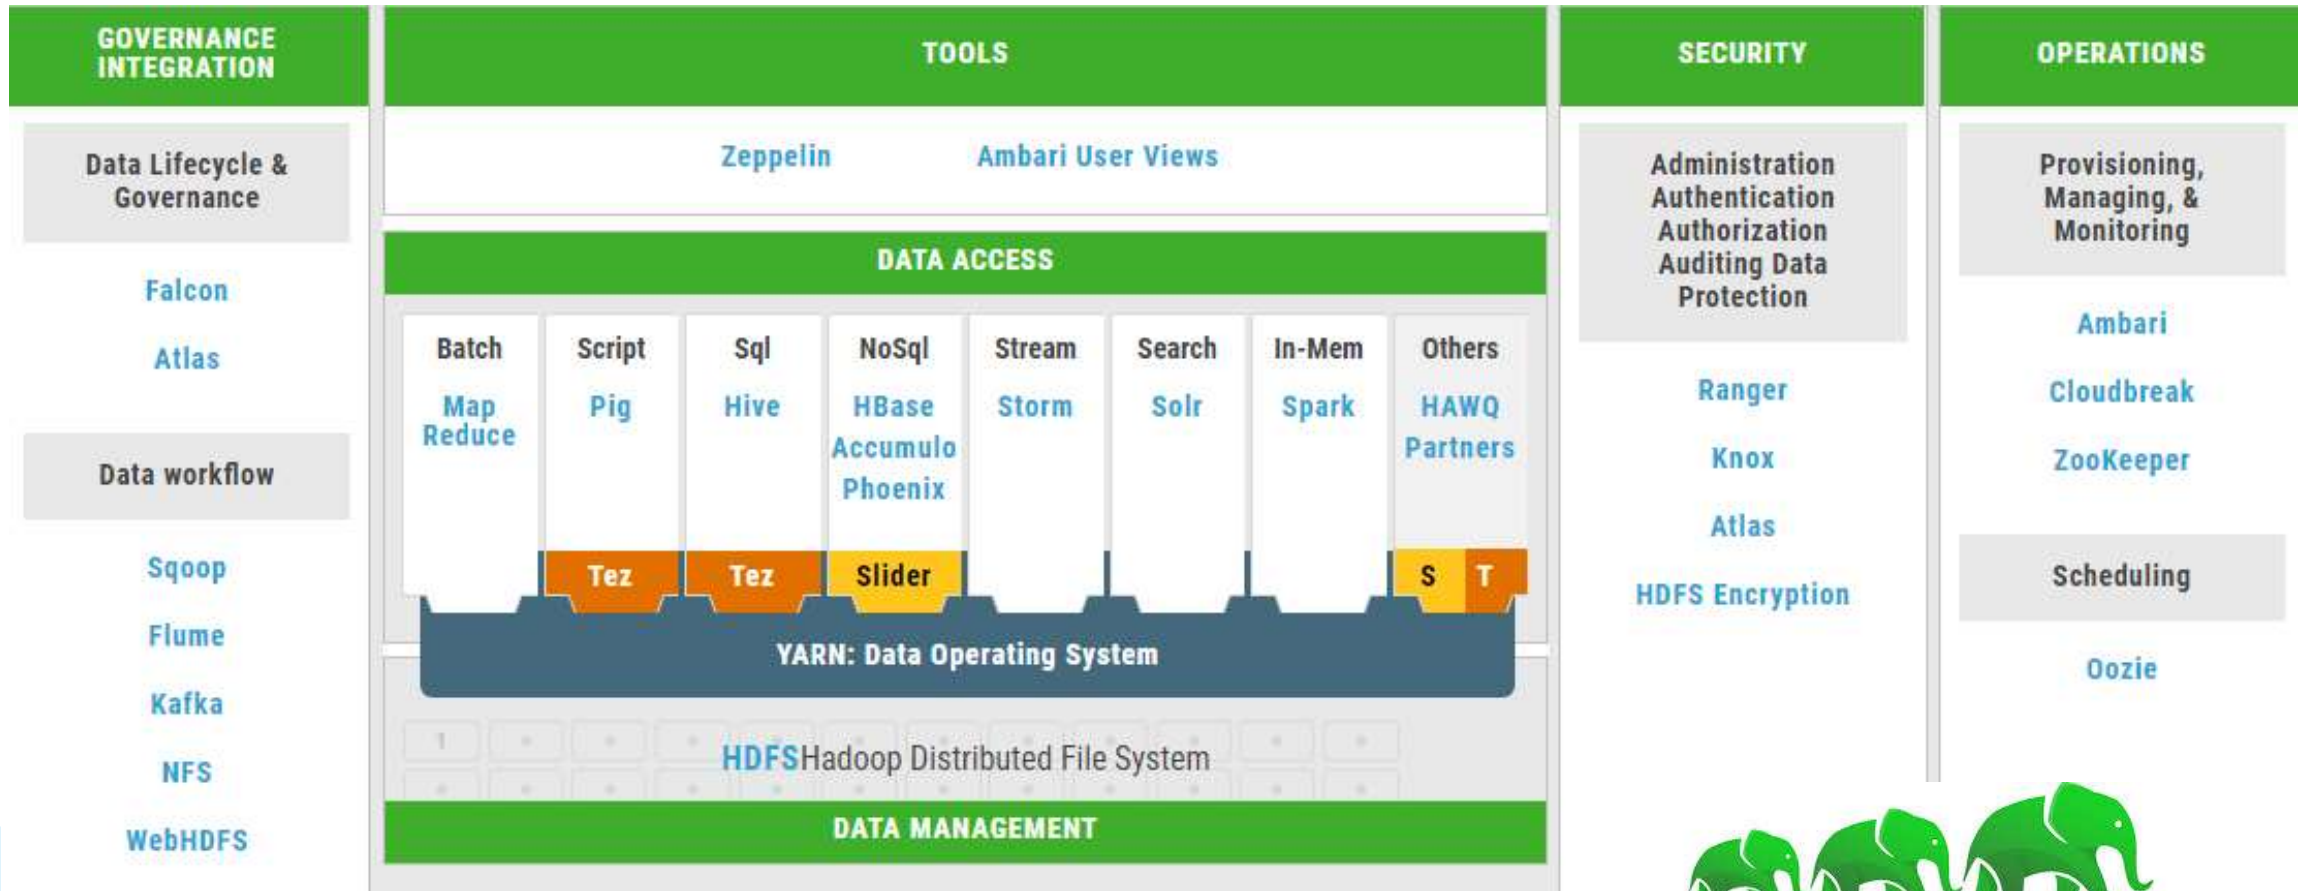 GOVERNANCE
INTEGRATION
Data Lifecycle &
Governance
Falcon
Atlas
Data workflow
Sqoop
Flume
Kafka
NFS
WebHDFS
TOOLS
Zeppelin
Ambari User Views
DATA ACCESS
Batch
Map
Reduce
Script
Pig
Tez
Sql
Hive
Tez
NoSql
HBase
Accumulo
Phoenix
Slider
Stream
Storm
Search
Solr
In-Mem
Spark
Others
HAWQ
Partners
S
T
YARN: Data Operating System
1
HDFSHadoop Distributed File System
DATA MANAGEMENT
SECURITY
Administration
Authentication
Authorization
Auditing Data
Protection
Ranger
Knox
Atlas
HDFS Encryption
OPERATIONS
Provisioning,
Managing, &
Monitoring
Ambari
Cloudbreak
ZooKeeper
Scheduling
Oozie